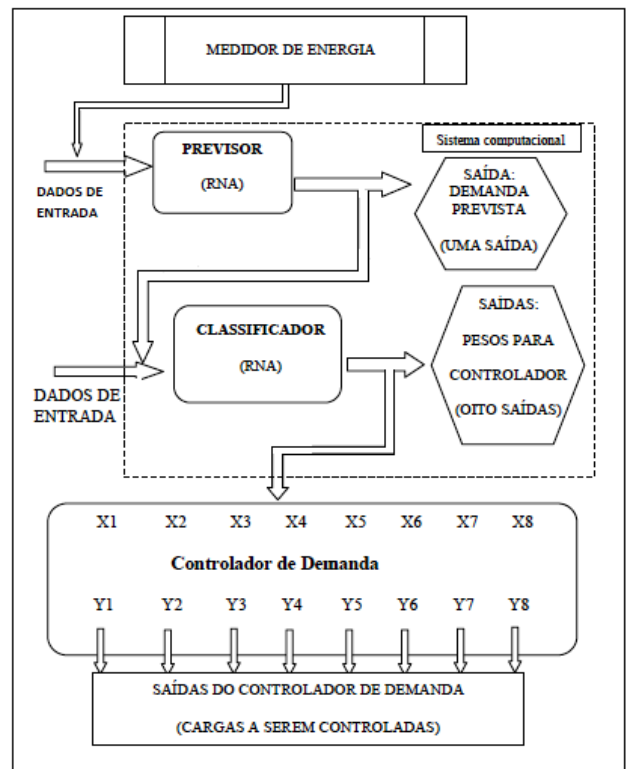 MEDIDOR DE ENERGIA
Sistema computacional
PREVISOR
(RNA)
DADOS DE
ENTRADA
SAÍDA:
DEMANDA
PREVISTA
(UMA SAÍDA)
CLASSIFICADOR
(RNA)
DADOS DE
ENTRADA
SAÍDAS:
PESOS PARA
CONTROLADOR
(OITO SAÍDAS)
X1 X2 X3 X4 X5 X6 X7 X8
Controlador de Demanda
Y1 Y2 Y3 Y4 Y5 Y6 Y7 Y8
SAÍDAS DO CONTROLADOR DE DEMANDA
(CARGAS A SEREM CONTROLADAS)